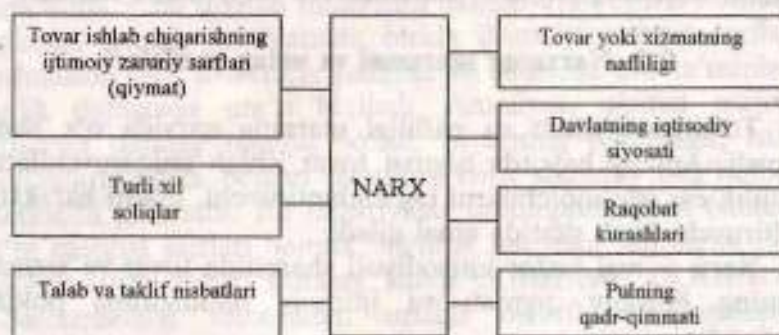 Tovar ishlab chiqarishning
ijtimoiy zaruriy sarflari
(qiymat)
Turli xil
soliqlar
Talab va taklif nisbatlari
NARX
Tovar yoki xizmatning
nafliligi
Davlatning iqtisodiy
siyosati
Raqobat
kurashlari
Pulning
qadr-qimmati